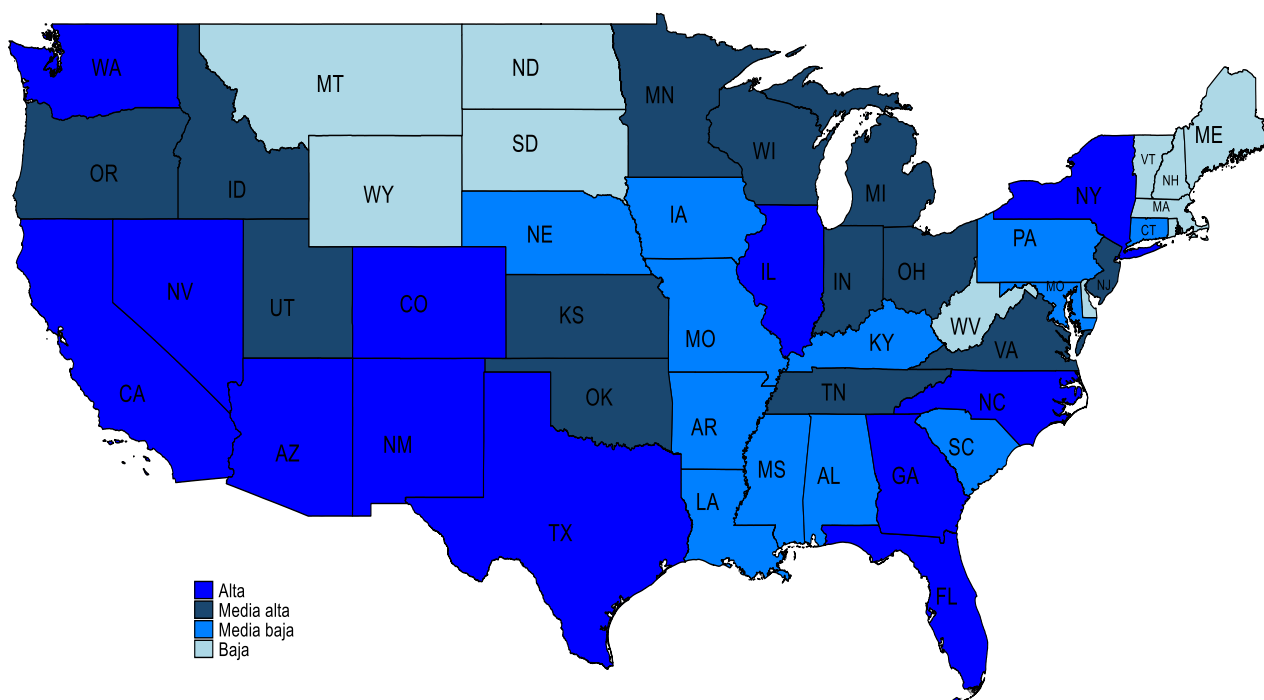 WA
MT
ND
MN
ME
VT
OR
ID
SD
WI
NH
WY
MI
NY
MA
IA
NE
PA
CT
NV
UT
CO
IL
IN
OH
NJ
MO
KS
WV
MO
KY
VA
CA
OK
TN
NC
AZ
NM
AR
SC
MS
AL
GA
LA
TX
FL
Alta
Media alta
Media baja
Baja